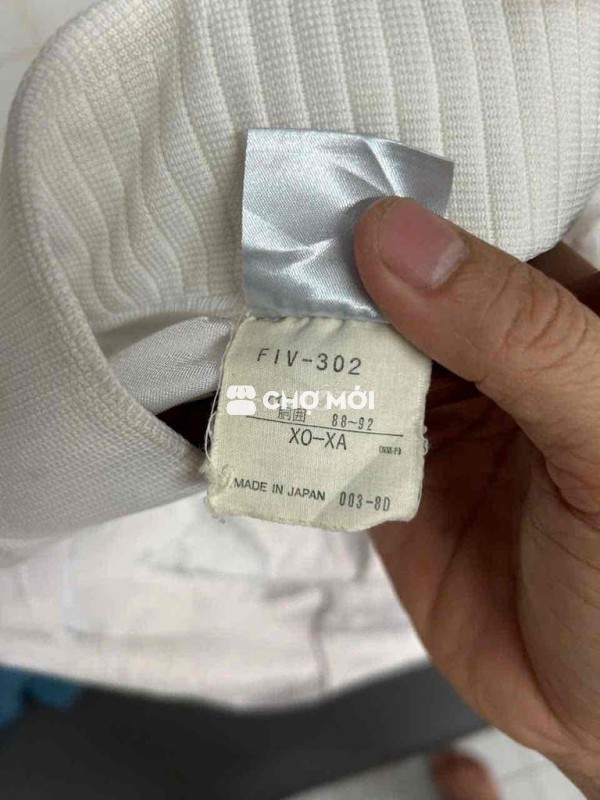 FIV-302
CHỢ MỚI
胴囲 88~92
XO-XA
MADE IN JAPAN 003-8D